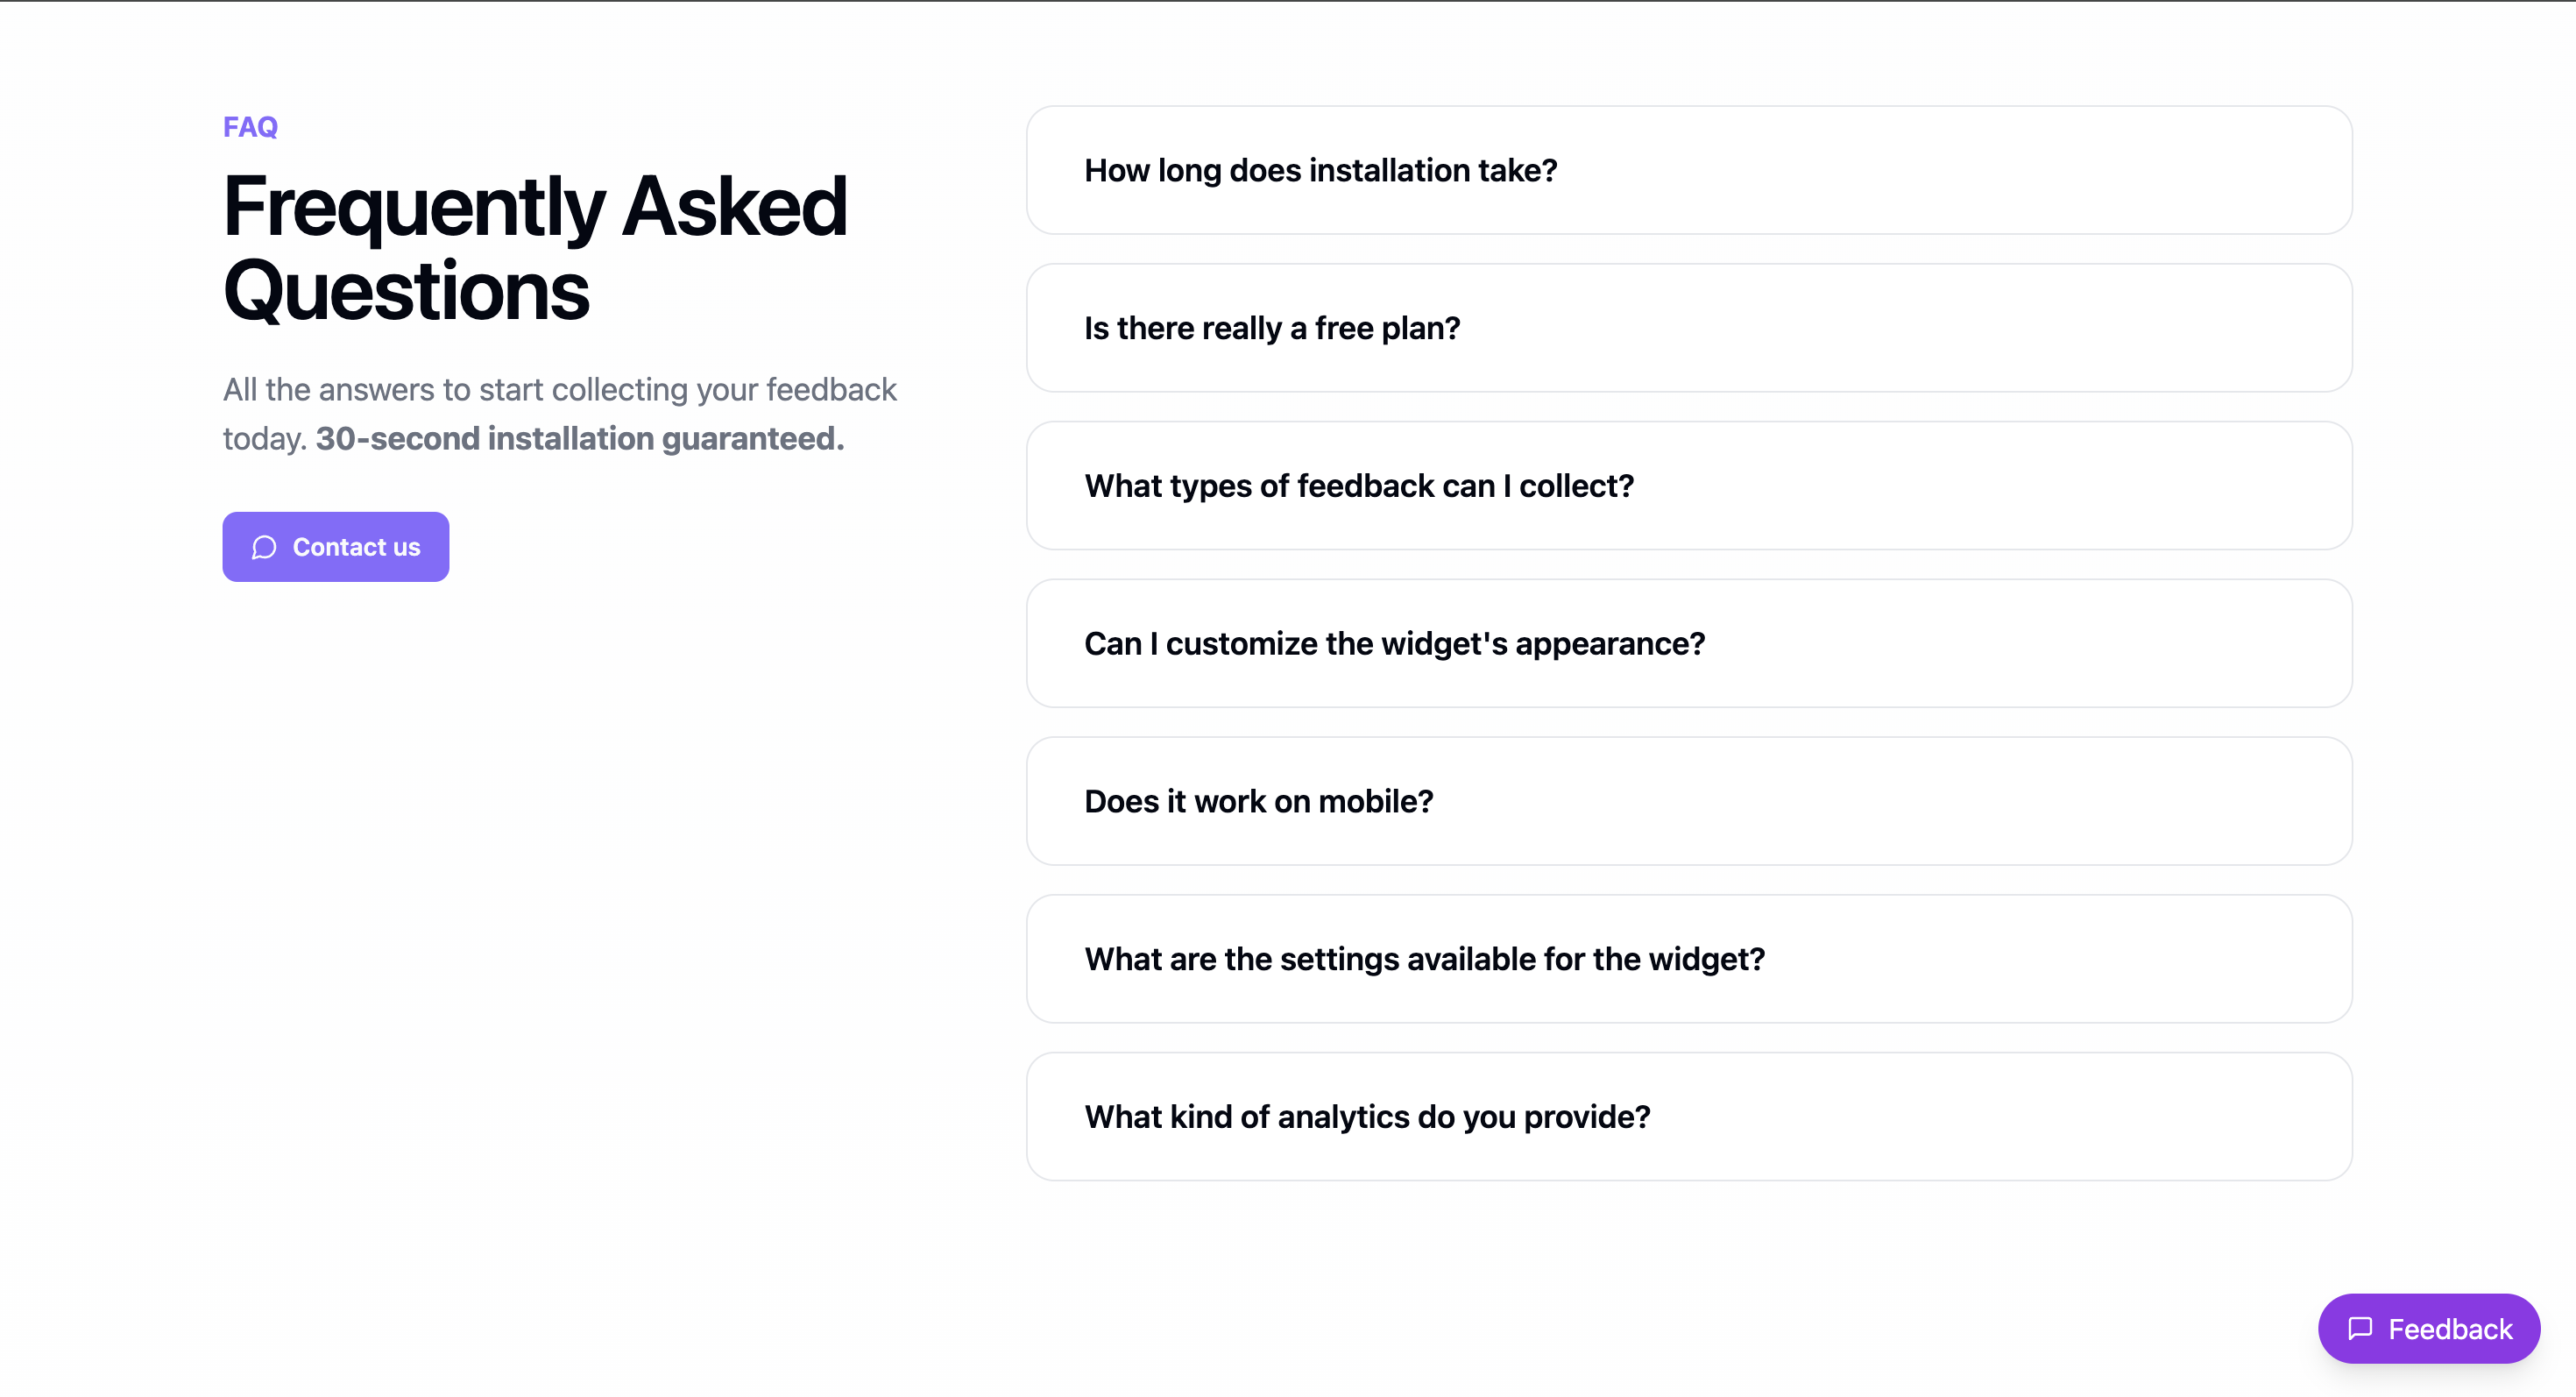 FAQ
Frequently Asked
Questions
All the answers to start collecting your feedback
today. 30-second installation guaranteed.
Contact us
How long does installation take?
Is there really a free plan?
What types of feedback can I collect?
Can I customize the widget's appearance?
Does it work on mobile?
What are the settings available for the widget?
What kind of analytics do you provide?
Feedback